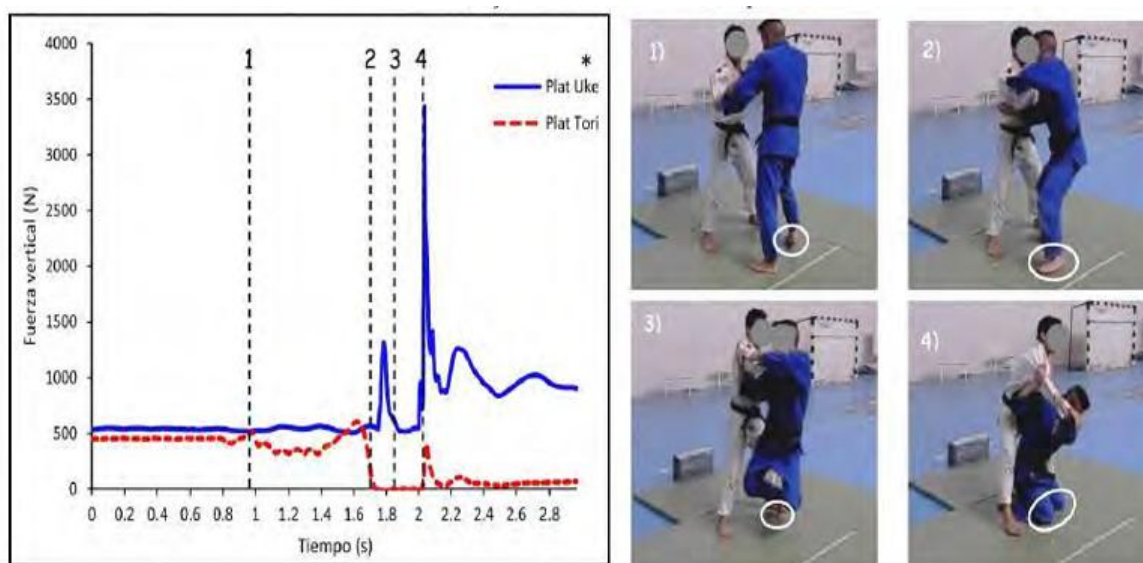 1 2 3 4 *
4000
Plat Uke
3500
Plat Tori
3000
2500
2000
1500
1000
500
0
Fuerza vertical (N)
0 0.2 0.4 0.6 0.8 1 1.2 1.4 1.6 1.8 2 2.2 2.4 2.6 2.8
Tiempo (s)
1)
2)
3)
4)